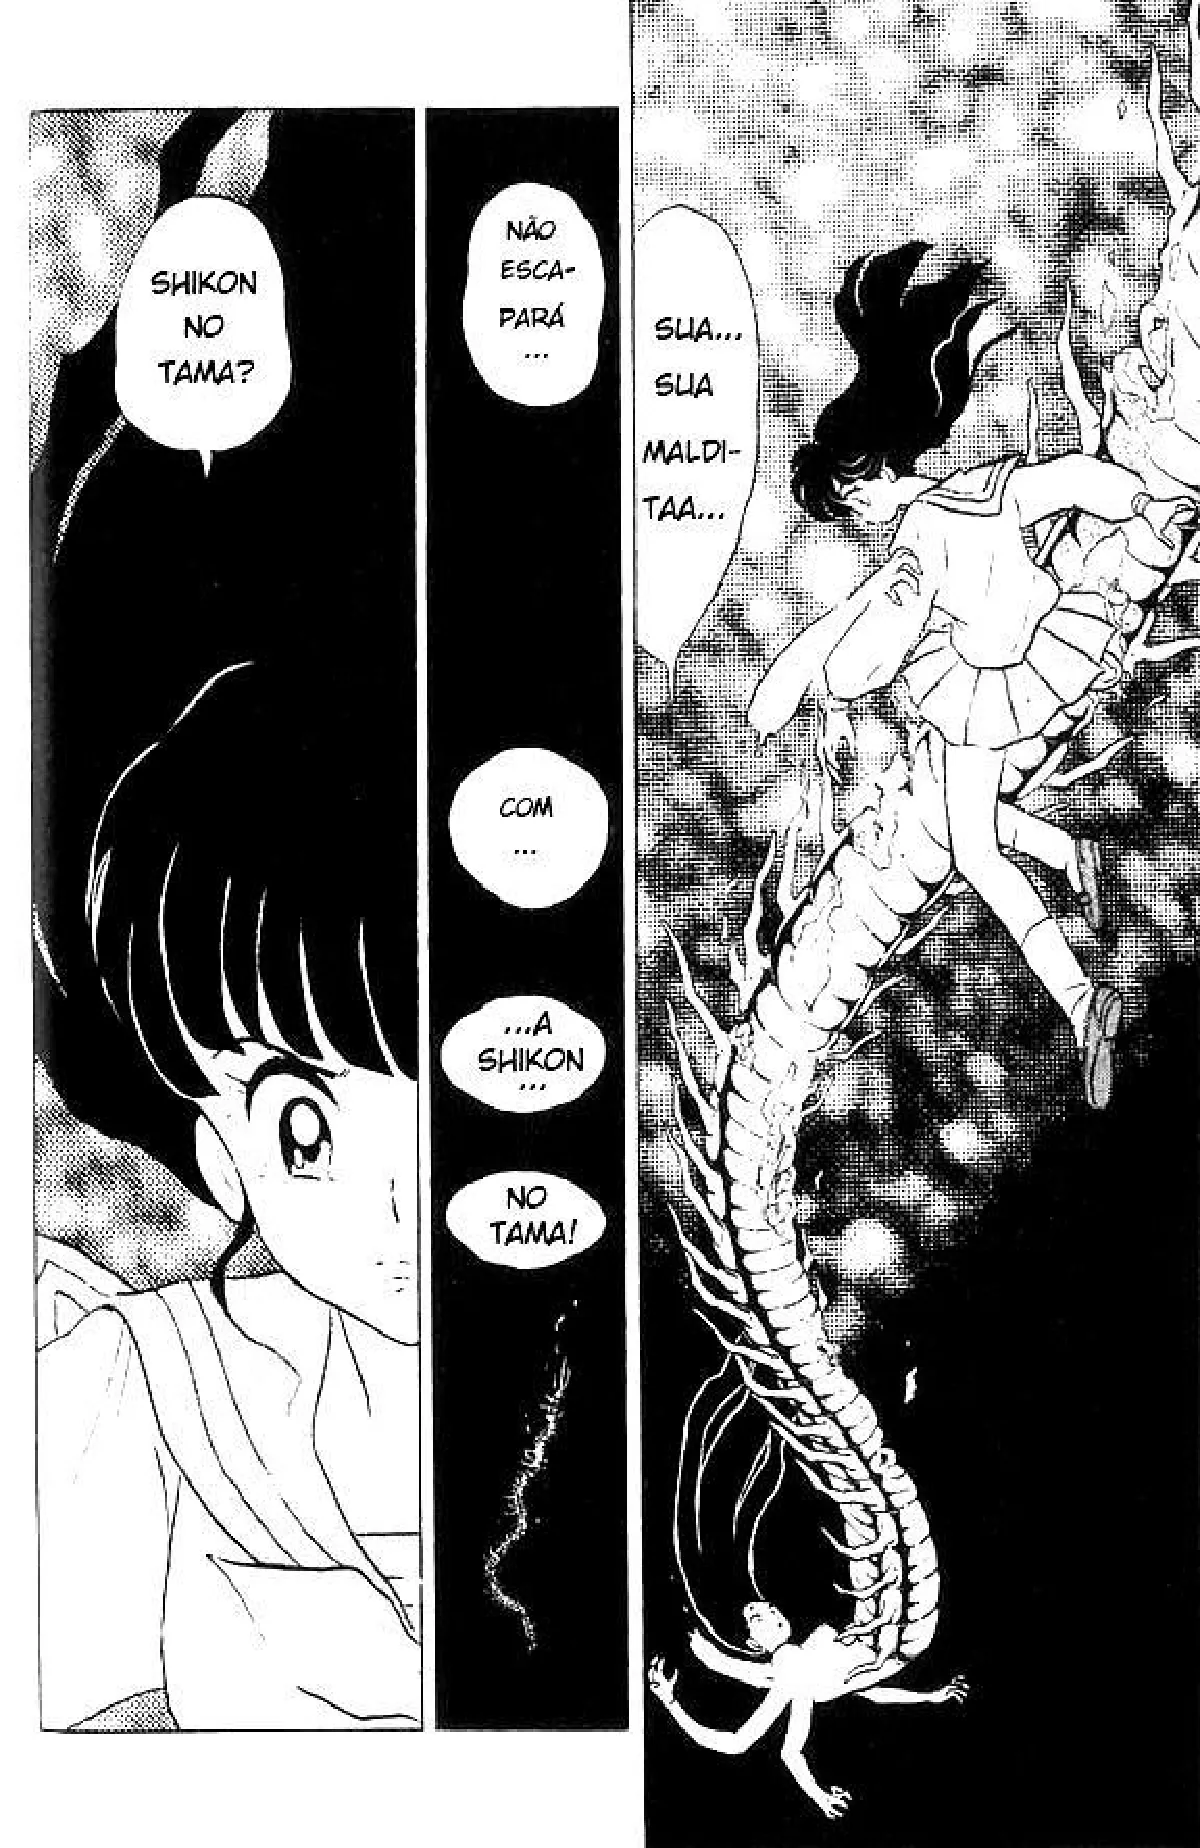 SUA...
SUA
MALDI-
TAA...
NÃO
ESCA-
PARÁ
...
COM
...
...A
SHIKON
...
NO
TAMA!
SHIKON
NO
TAMA?